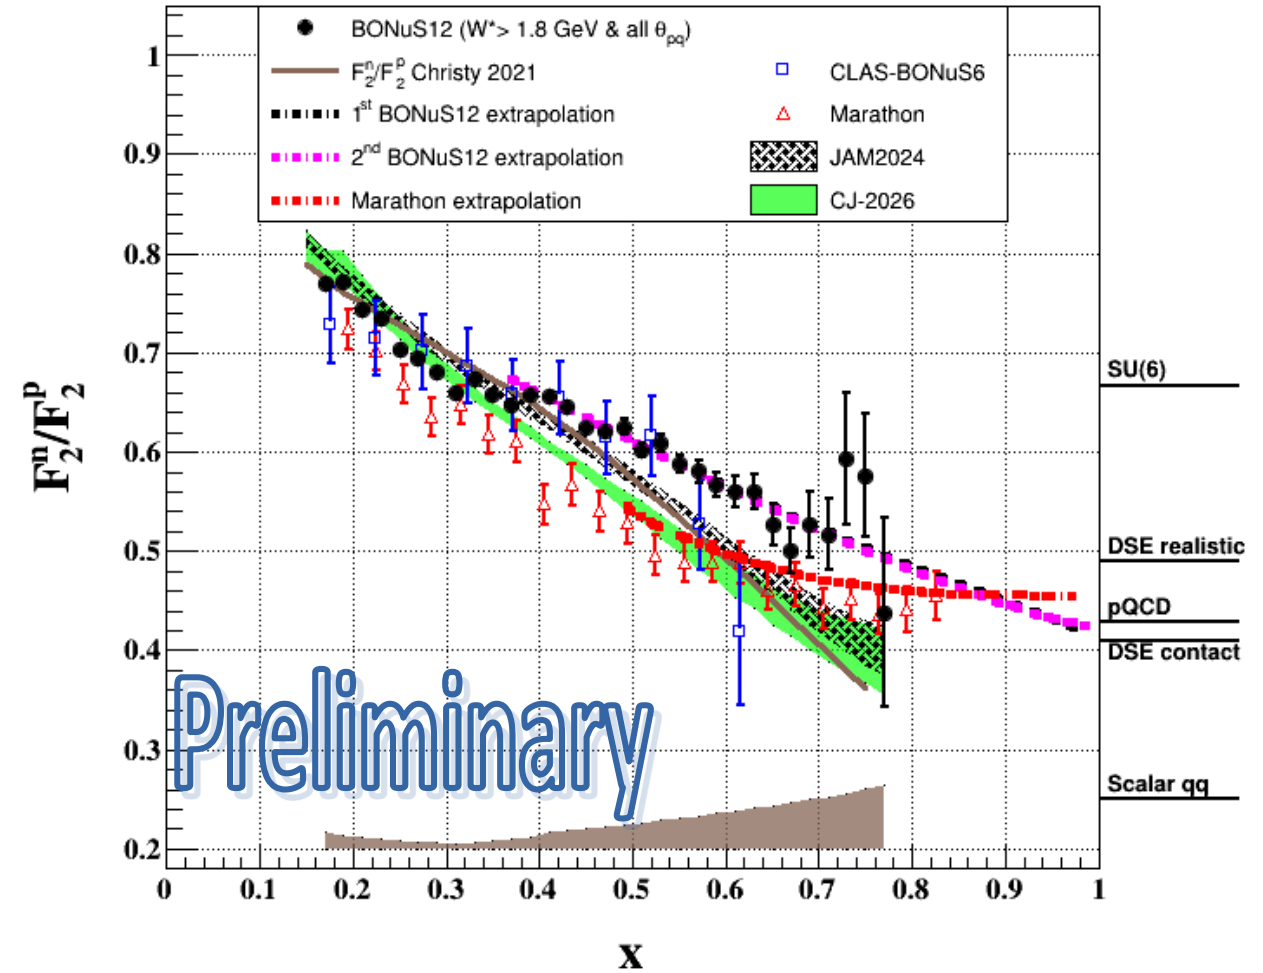 BONuS12 (W*> 1.8 GeV & all θpq)
F2n/F2p Christy 2021
1st BONuS12 extrapolation
2nd BONuS12 extrapolation
Marathon extrapolation
CLAS-BONuS6
Marathon
JAM2024
CJ-2026
1
0.9
0.8
0.7
0.6
0.5
0.4
0.3
0.2
F2n/F2p
SU(6)
DSE realistic
pQCD
DSE contact
Scalar qq
Preliminary
0 0.1 0.2 0.3 0.4 0.5 0.6 0.7 0.8 0.9 1
x